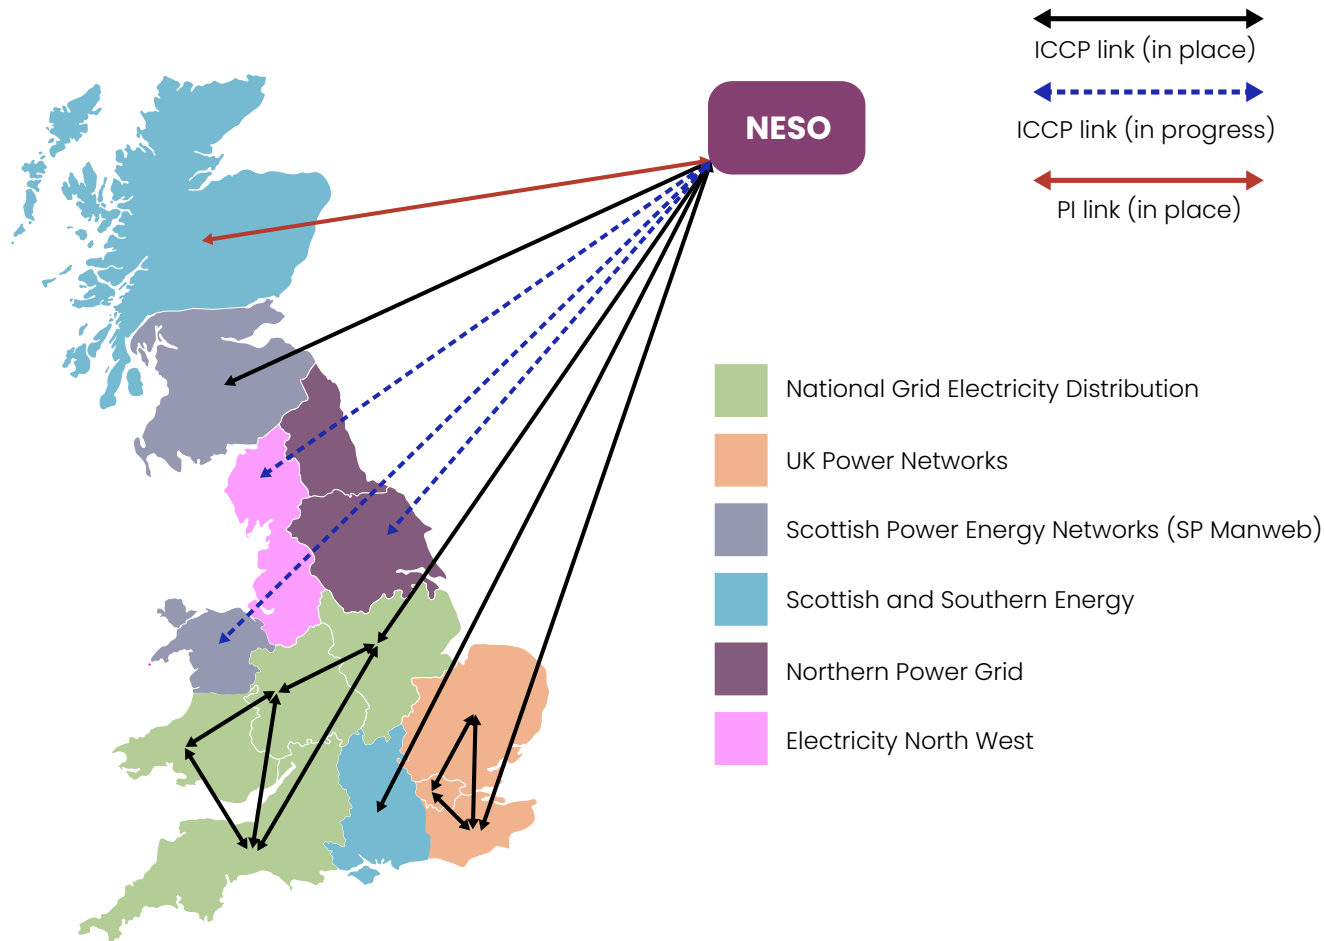 NESO
ICCP link (in place)
ICCP link (in progress)
PI link (in place)
National Grid Electricity Distribution
UK Power Networks
Scottish Power Energy Networks (SP Manweb)
Scottish and Southern Energy
Northern Power Grid
Electricity North West